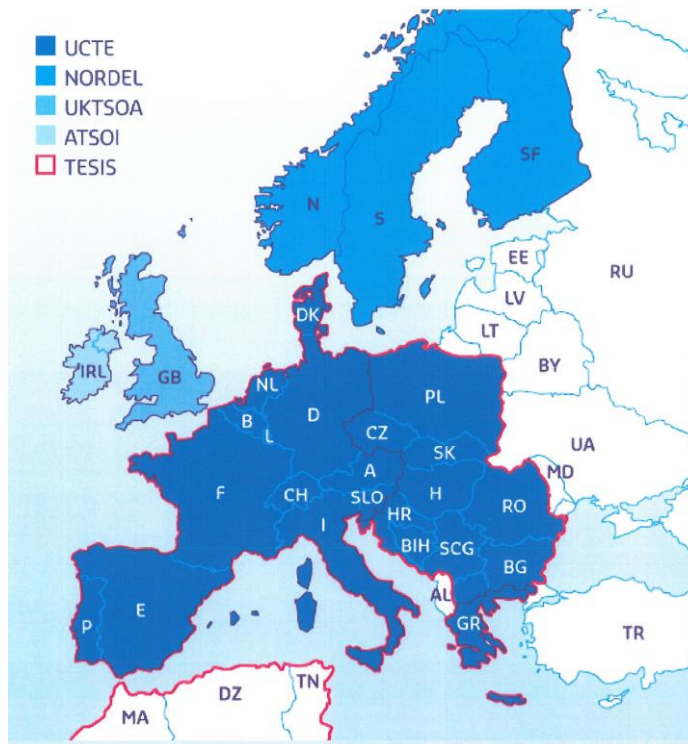 UCTE
NORDEL
UKTSOA
ATSOI
TESIS
SF
N
S
EE
RU
LV
DK
LT
IRL
GB
BY
NL
PL
B
D
L
CZ
UA
SK
MD
A
F
CH
H
SLO
RO
HR
I
BIH
SCG
BG
AL
E
P
GR
TR
TN
DZ
MA